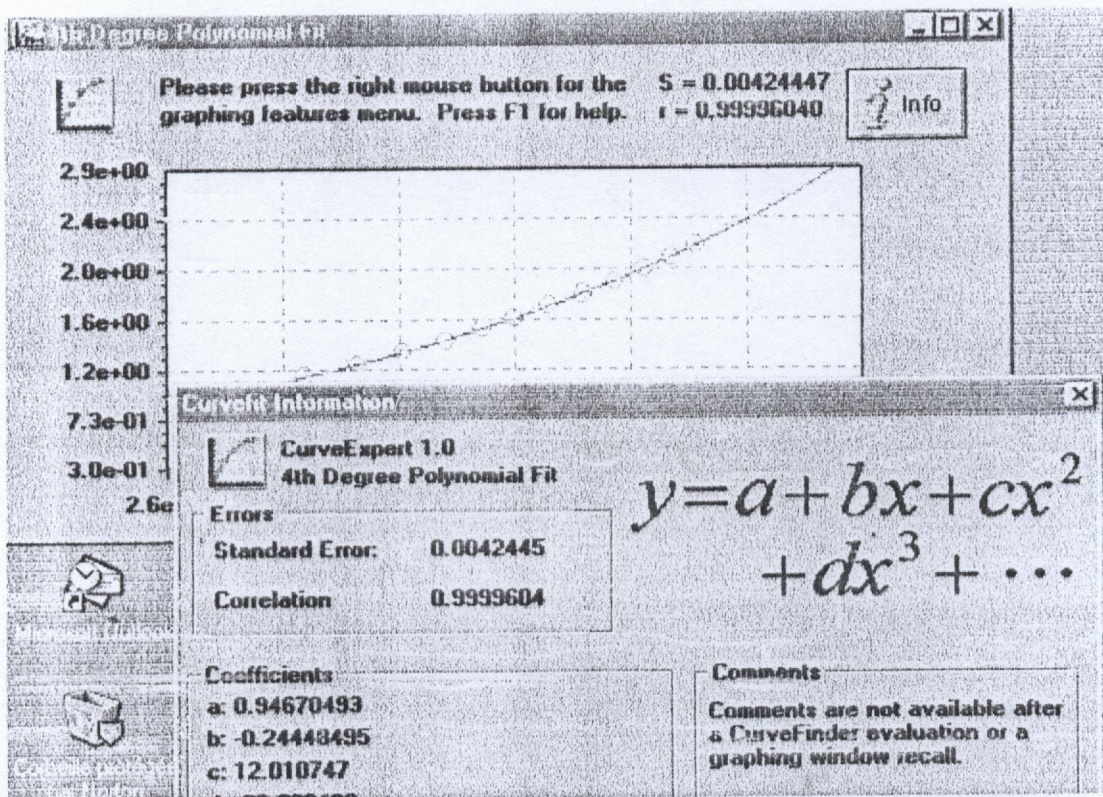 4th Degree Polynomial Fit
Please press the right mouse button for the
graphing features menu. Press F1 for help.
S = 0.00424447
r = 0.99996040
Info
2.9e+00
2.4e+00
2.0e+00
1.6e+00
1.2e+00
7.3e-01
3.0e-01
2.6e
Curvefit Information
CurveExpert 1.0
4th Degree Polynomial Fit
y=a+bx+cx²
+dx³+ ···
Errors
Standard Error: 0.0042445
Correlation 0.9999604
Microsoft Outlook
Coefficients
a: 0.94670493
b: -0.24448495
c: 12.010747
Comments
Comments are not available after
a CurveFinder evaluation or a
graphing window recall.